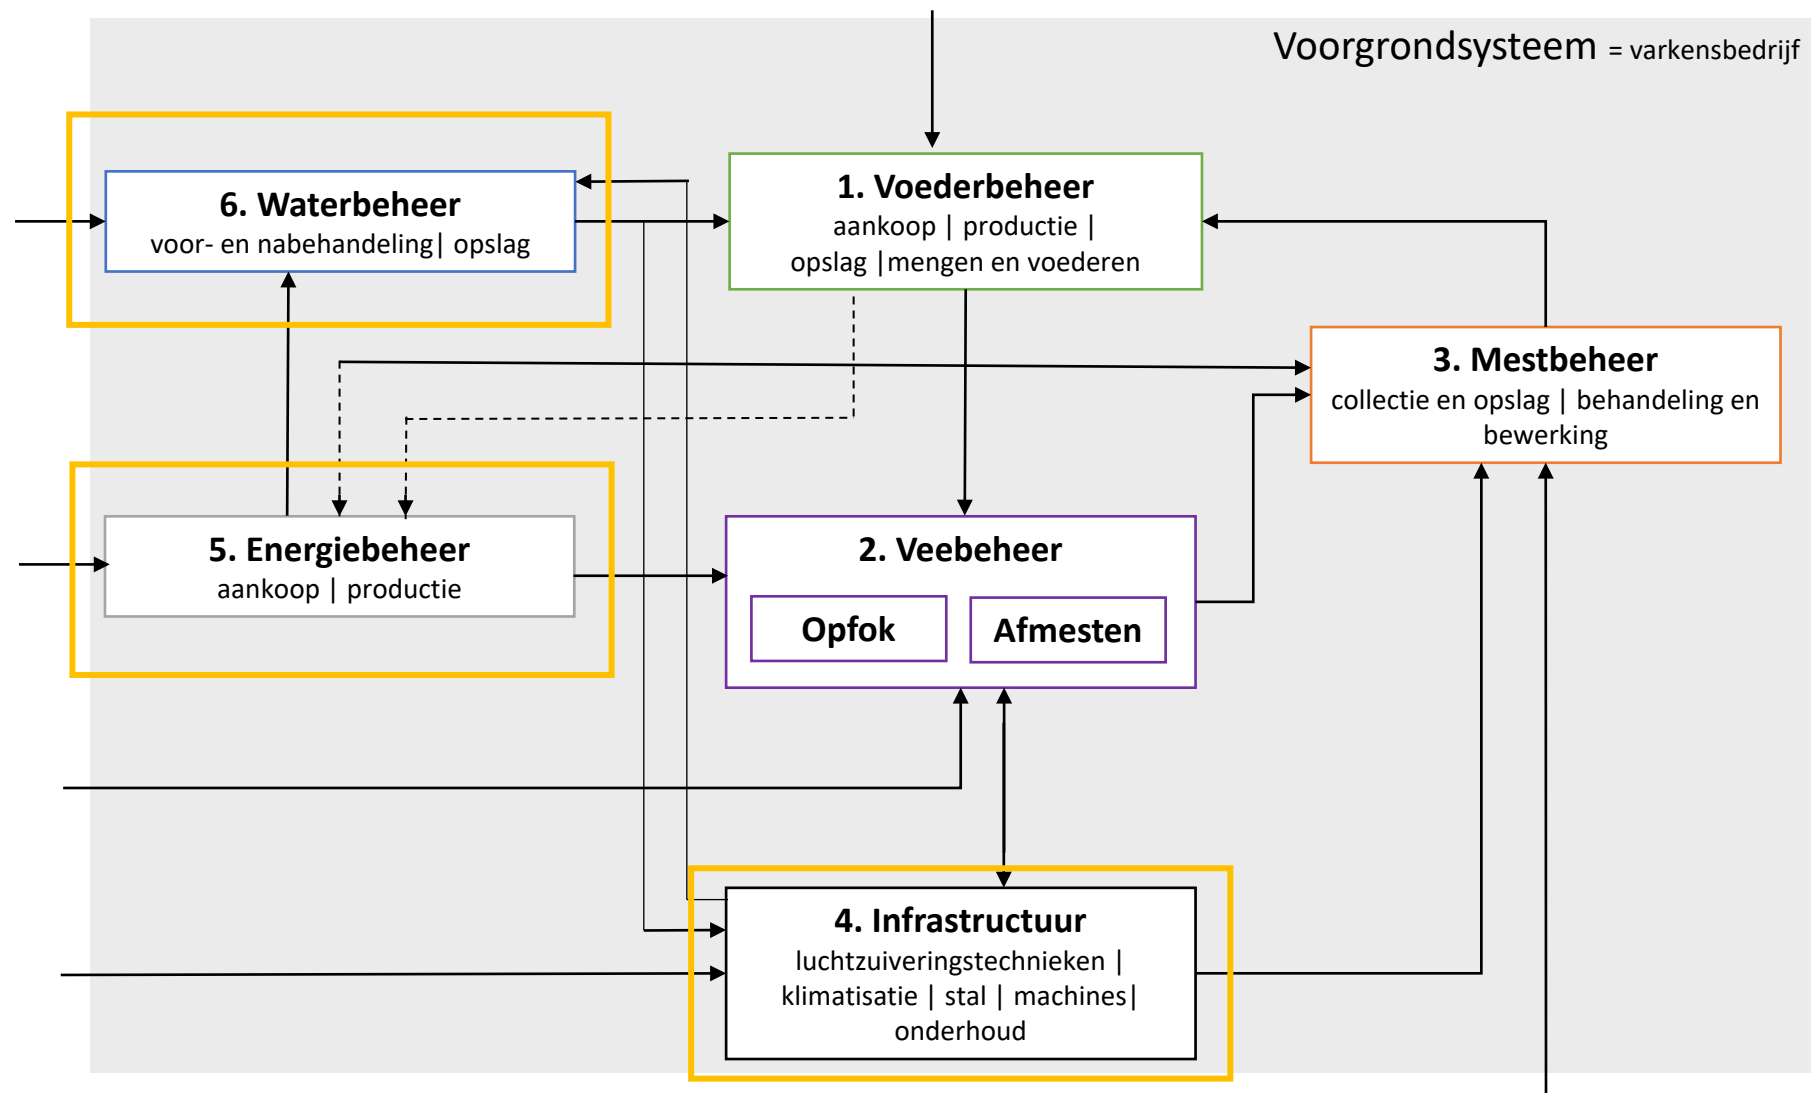 Voorgrondsysteem = varkensbedrijf
6. Waterbeheer
voor- en nabehandeling| opslag
1. Voederbeheer
aankoop | productie |
opslag |mengen en voederen
3. Mestbeheer
collectie en opslag | behandeling en
bewerking
5. Energiebeheer
aankoop | productie
2. Veebeheer
Opfok
Afmesten
4. Infrastructuur
luchtzuiveringstechnieken |
klimatisatie | stal | machines|
onderhoud